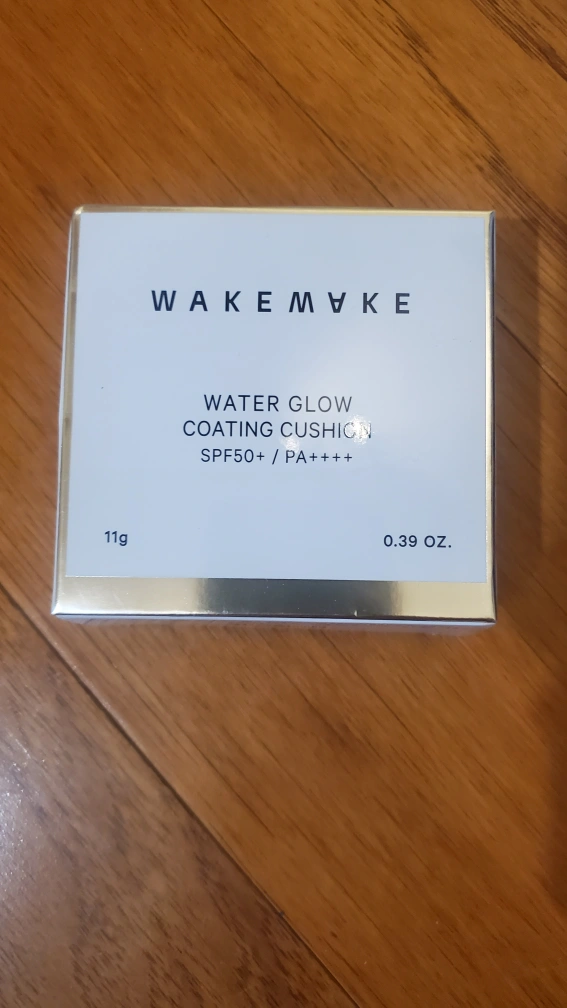 WAKEMAKE
WATER GLOW
COATING CUSHION
SPF50+ / PA++++
11g
0.39 OZ.